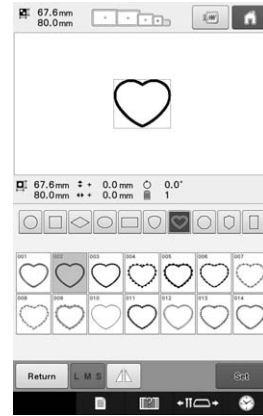 67.6mm
80.0mm
67.6mm + 0.0mm 0.0°
80.0mm + 0.0mm 1
001 002 003 004 005 006 007
008 009 010 011 012 013 014
Return L M S Set